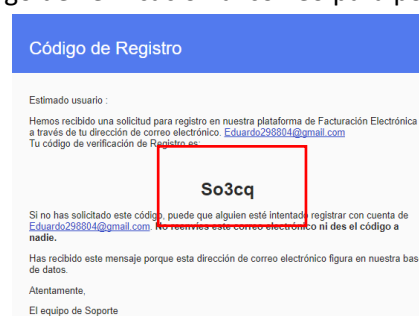 Código de Registro
Estimado usuario :
Hemos recibido una solicitud para registro en nuestra plataforma de Facturación Electrónica
a través de tu dirección de correo electrónico. Eduardo298804@gmail.com
Tu código de verificación de Registro es:
So3cq
Si no has solicitado este código, puede que alguien esté intentado registrar con cuenta de
Eduardo298804@gmail.com. No reenvíes este correo electrónico ni des el código a
nadie.
Has recibido este mensaje porque esta dirección de correo electrónico figura en nuestra bas
de datos.
Atentamente,
El equipo de Soporte